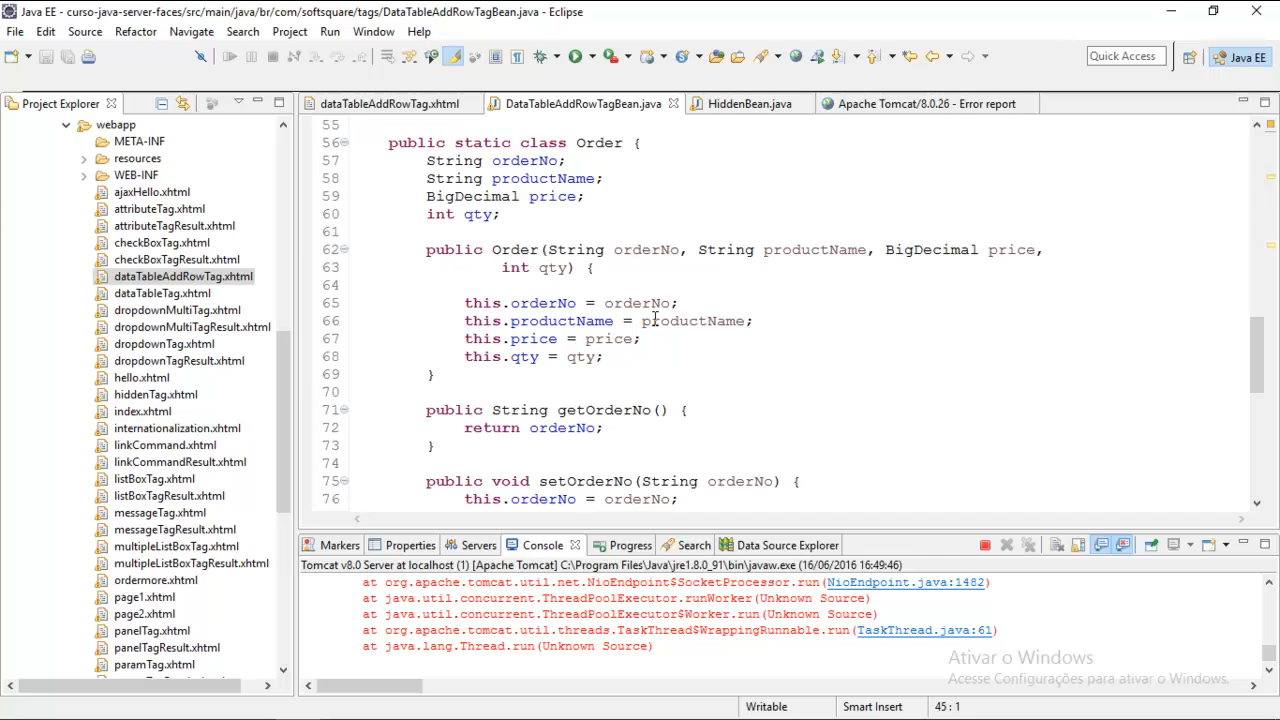 Java EE - curso-java-server-faces/src/main/java/br/com/softsquare/tags/DataTableAddRowTagBean.java - Eclipse
File Edit Source Refactor Navigate Search Project Run Window Help
Quick Access
Java EE
Project Explorer
dataTableAddRowTag.xhtml
DataTableAddRowTagBean.java
HiddenBean.java
Apache Tomcat/8.0.26 - Error report
webapp
META-INF
resources
WEB-INF
ajaxHello.xhtml
attributeTag.xhtml
attributeTagResult.xhtml
checkBoxTag.xhtml
checkBoxTagResult.xhtml
dataTableAddRowTag.xhtml
dataTableTag.xhtml
dropdownMultiTag.xhtml
dropdownMultiTagResult.xhtml
dropdownTag.xhtml
dropdownTagResult.xhtml
hello.xhtml
hiddenTag.xhtml
index.xhtml
internationalization.xhtml
linkCommand.xhtml
linkCommandResult.xhtml
listBoxTag.xhtml
listBoxTagResult.xhtml
messageTag.xhtml
messageTagResult.xhtml
multipleListBoxTag.xhtml
multipleListBoxTagResult.xhtml
ordermore.xhtml
page1.xhtml
page2.xhtml
panelTag.xhtml
panelTagResult.xhtml
paramTag.xhtml
55
56 public static class Order {
57 String orderNo;
58 String productName;
59 BigDecimal price;
60 int qty;
61
62 public Order(String orderNo, String productName, BigDecimal price,
63 int qty) {
64
65 this.orderNo = orderNo;
66 this.productName = productName;
67 this.price = price;
68 this.qty = qty;
69 }
70
71 public String getOrderNo() {
72 return orderNo;
73 }
74
75 public void setOrderNo(String orderNo) {
76 this.orderNo = orderNo;
Markers Properties Servers Console Progress Search Data Source Explorer
Tomcat v8.0 Server at localhost (1) [Apache Tomcat] C:\Program Files\Java\jre1.8.0_91\bin\javaw.exe (16/06/2016 16:49:46)
at org.apache.tomcat.util.net.NioEndpoint$SocketProcessor.run(NioEndpoint.java:1482)
at java.util.concurrent.ThreadPoolExecutor.runWorker(Unknown Source)
at java.util.concurrent.ThreadPoolExecutor$Worker.run(Unknown Source)
at org.apache.tomcat.util.threads.TaskThread$WrappingRunnable.run(TaskThread.java:61)
at java.lang.Thread.run(Unknown Source)
Ativar o Windows
Acesse Configurações para ativar o Windows.
Writable
Smart Insert
45 : 1